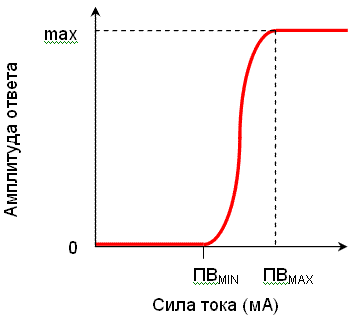 max
Амплитуда ответа
0
ПВMIN ПВMAX
Сила тока (мА)